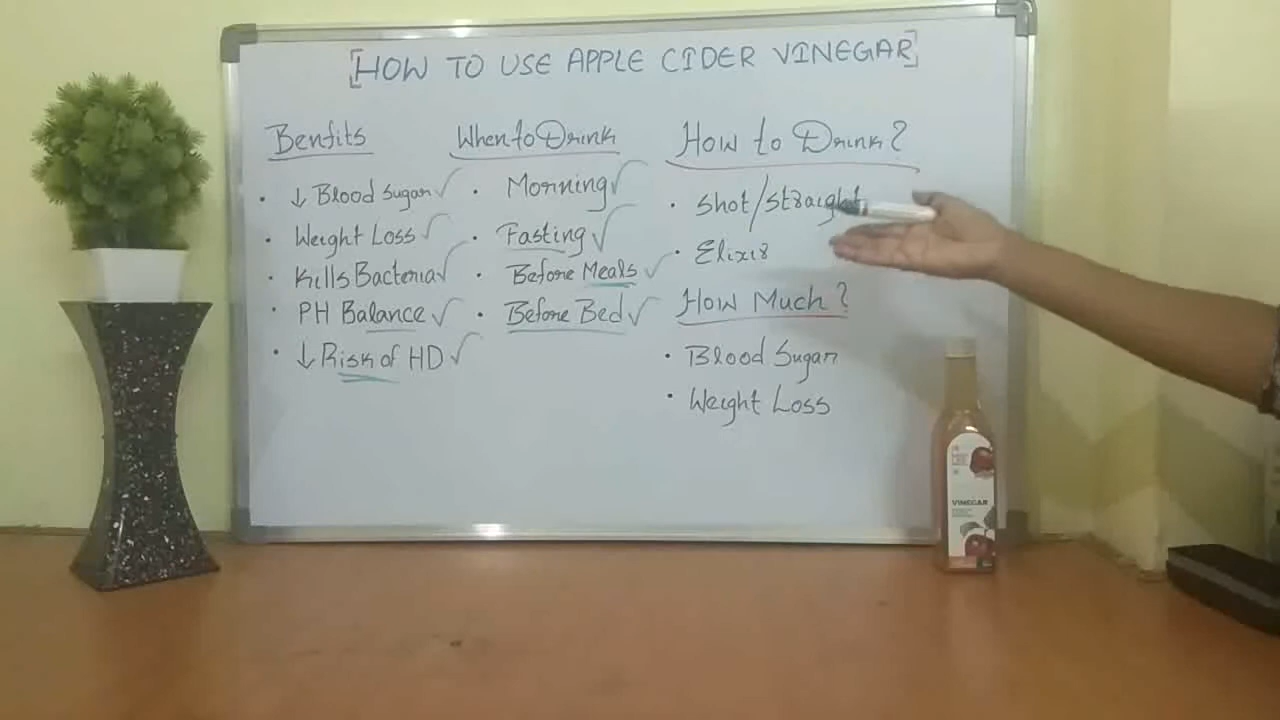 [HOW TO USE APPLE CIDER VINEGAR]
Benfits
• ↓ Blood Sugar ✓
• Weight Loss ✓
• Kills Bacteria ✓
• PH Balance ✓
• ↓ Risk of HD ✓
When to Drink
• Morning ✓
• Fasting ✓
• Before Meals ✓
• Before Bed ✓
How to Drink?
• Shot/Straight
• Elixir
How Much?
• Blood Sugar
• Weight Loss
VINEGAR